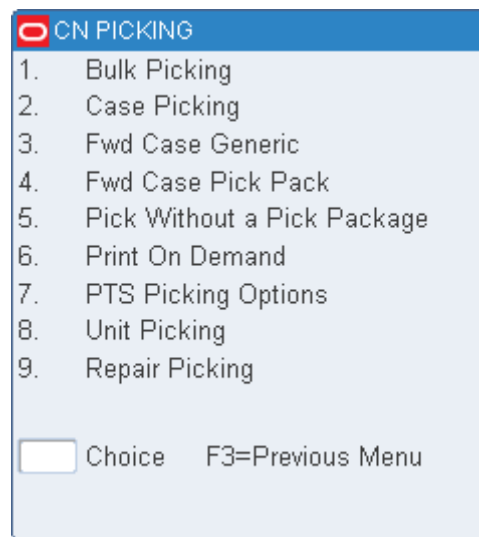 CN PICKING
1. Bulk Picking
2. Case Picking
3. Fwd Case Generic
4. Fwd Case Pick Pack
5. Pick Without a Pick Package
6. Print On Demand
7. PTS Picking Options
8. Unit Picking
9. Repair Picking
Choice F3=Previous Menu